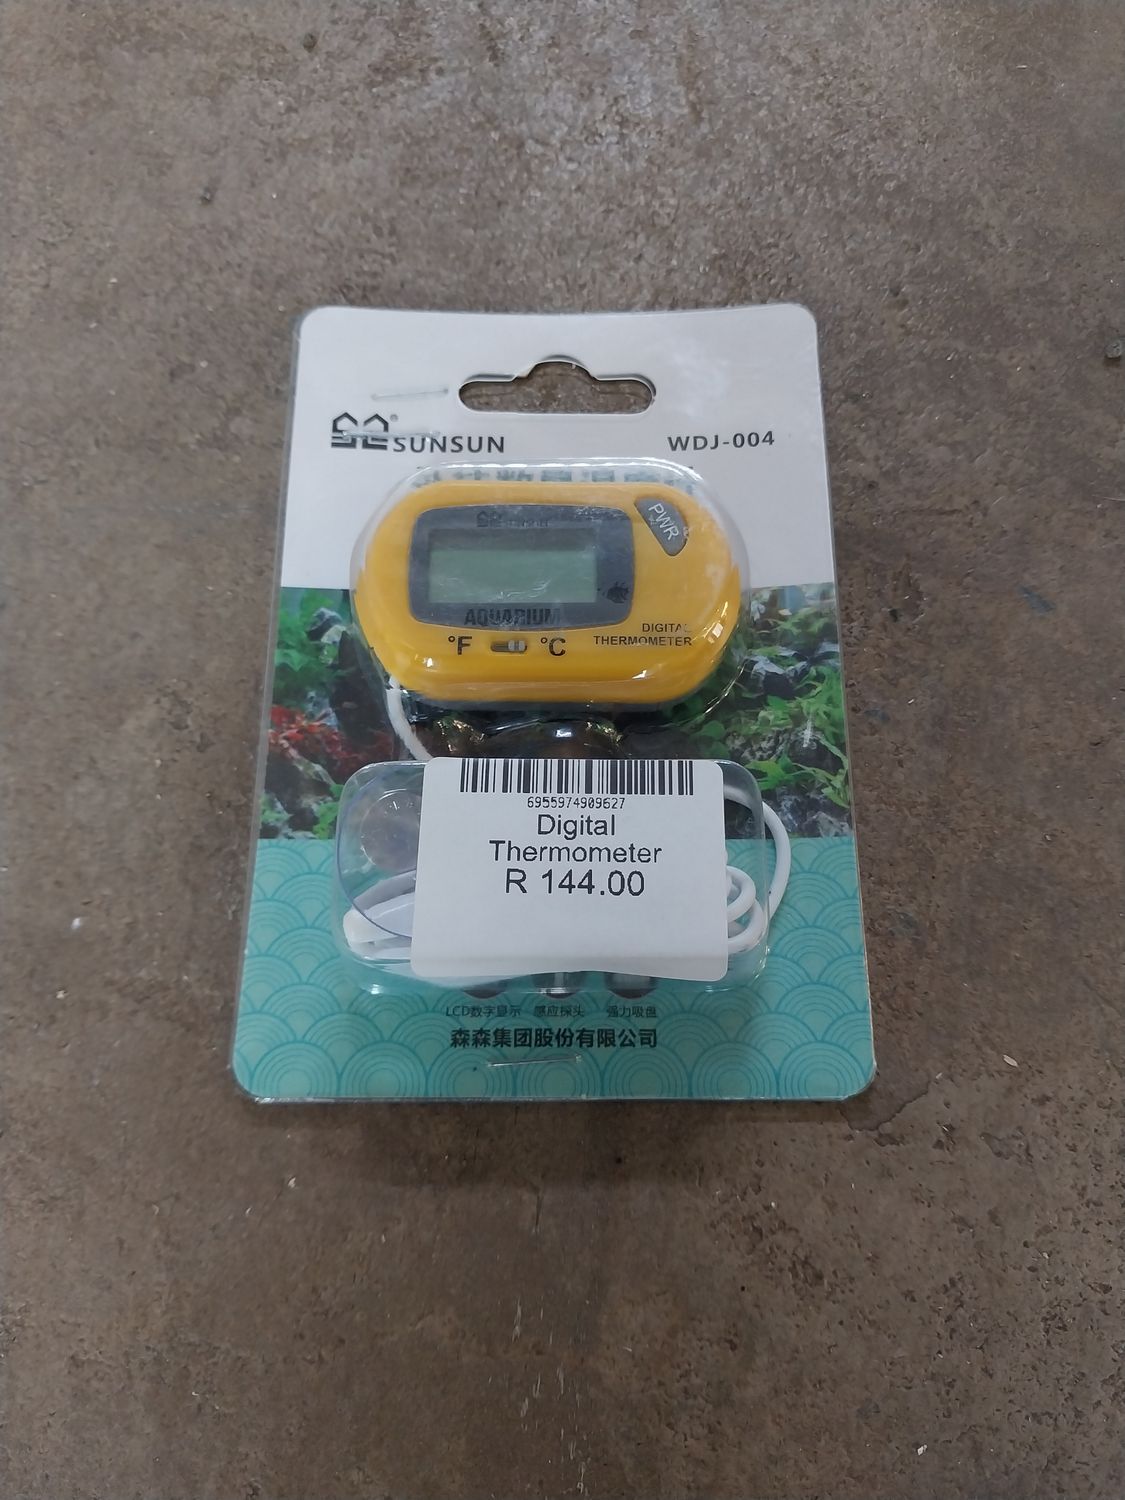 SUNSUN
WDJ-004
PWR
AQUARIUM
°F °C
DIGITAL
THERMOMETER
6955974909627
Digital
Thermometer
R 144.00
LCD数字显示 感应探头 强力吸盘
森森集团股份有限公司